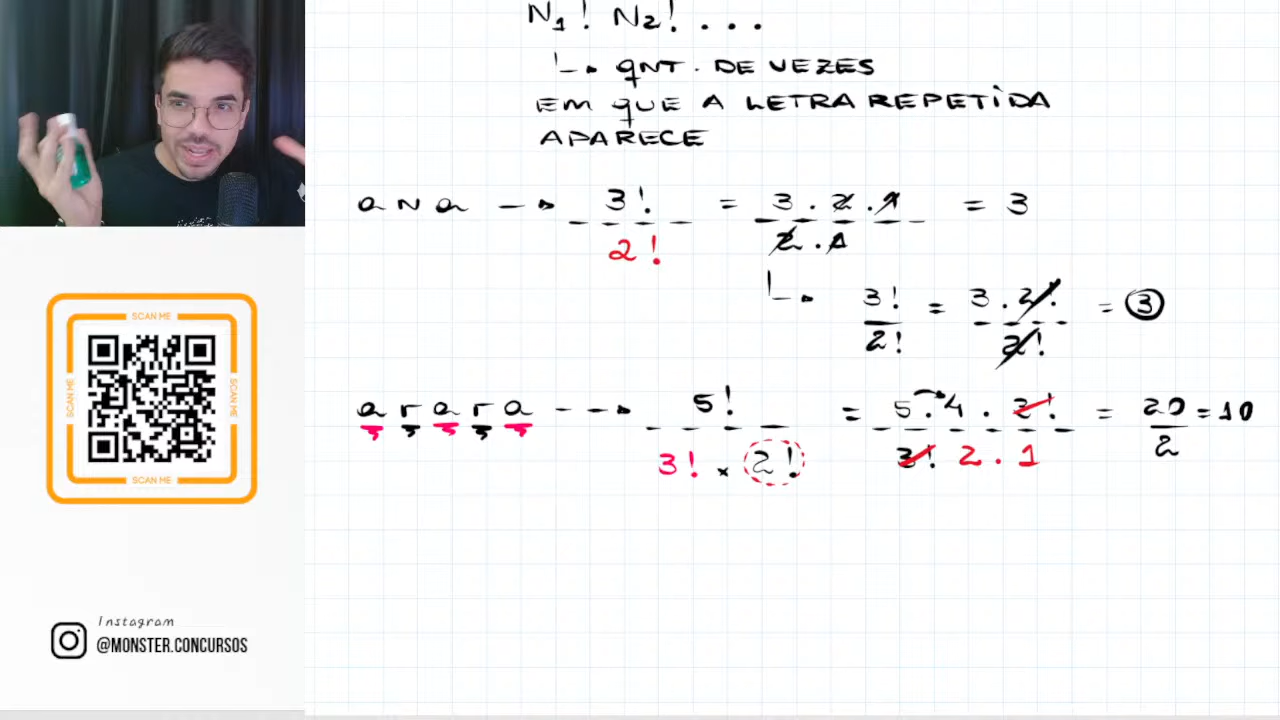 N1! N2! . . .
↳ QNT. DE VEZES
EM QUE A LETRA REPETIDA
APARECE
aNa → 3! / 2! = 3 . 2 . 1 / 2 . 1 = 3
↳ 3! / 2! = 3 . 2! / 2! = 3
arara --→ 5! / 3! x 2! = 5 . 4 . 3! / 3! 2 . 1 = 20 / 2 = 10
SCAN ME
SCAN ME
SCAN ME
SCAN ME
Instagram
@MONSTER.CONCURSOS